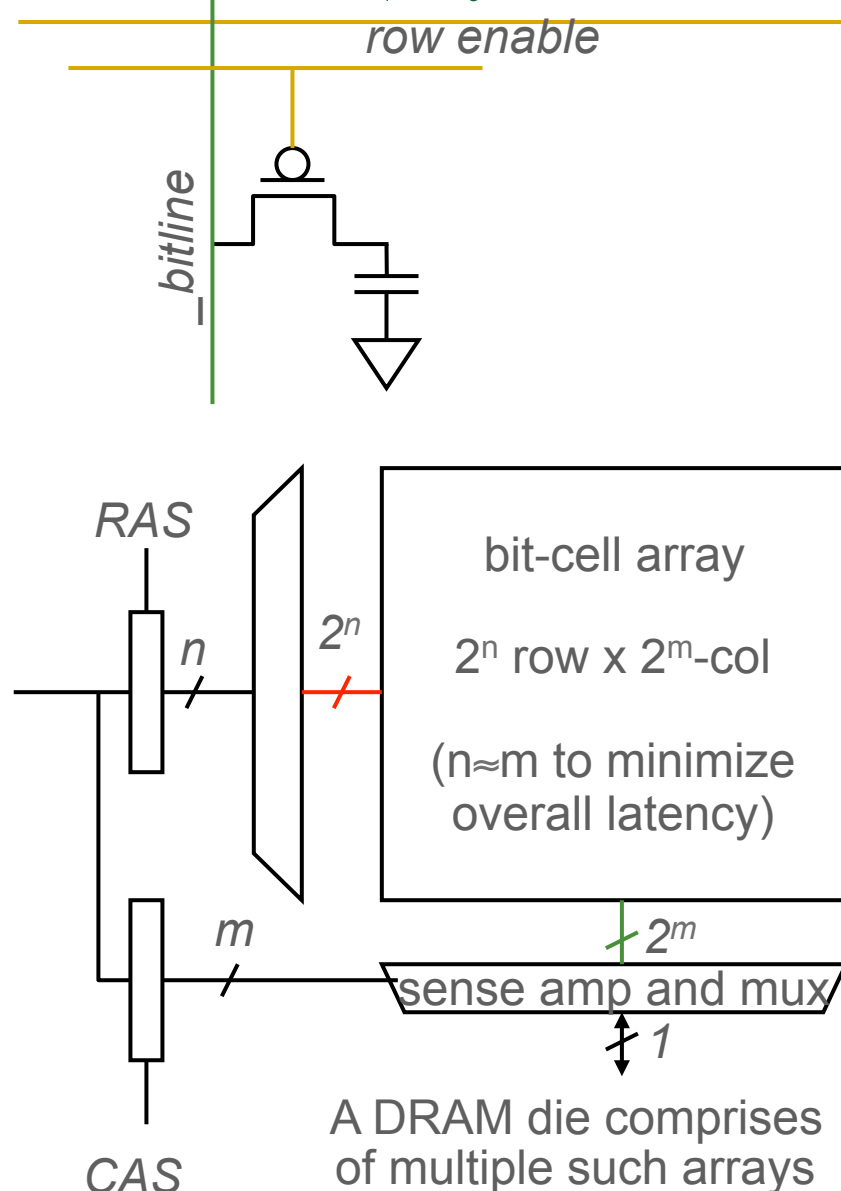 row enable
_bitline
RAS
n
2ⁿ
bit-cell array
2ⁿ row x 2ᵐ-col
(n≈m to minimize
overall latency)
m
2ᵐ
sense amp and mux
1
CAS
A DRAM die comprises
of multiple such arrays